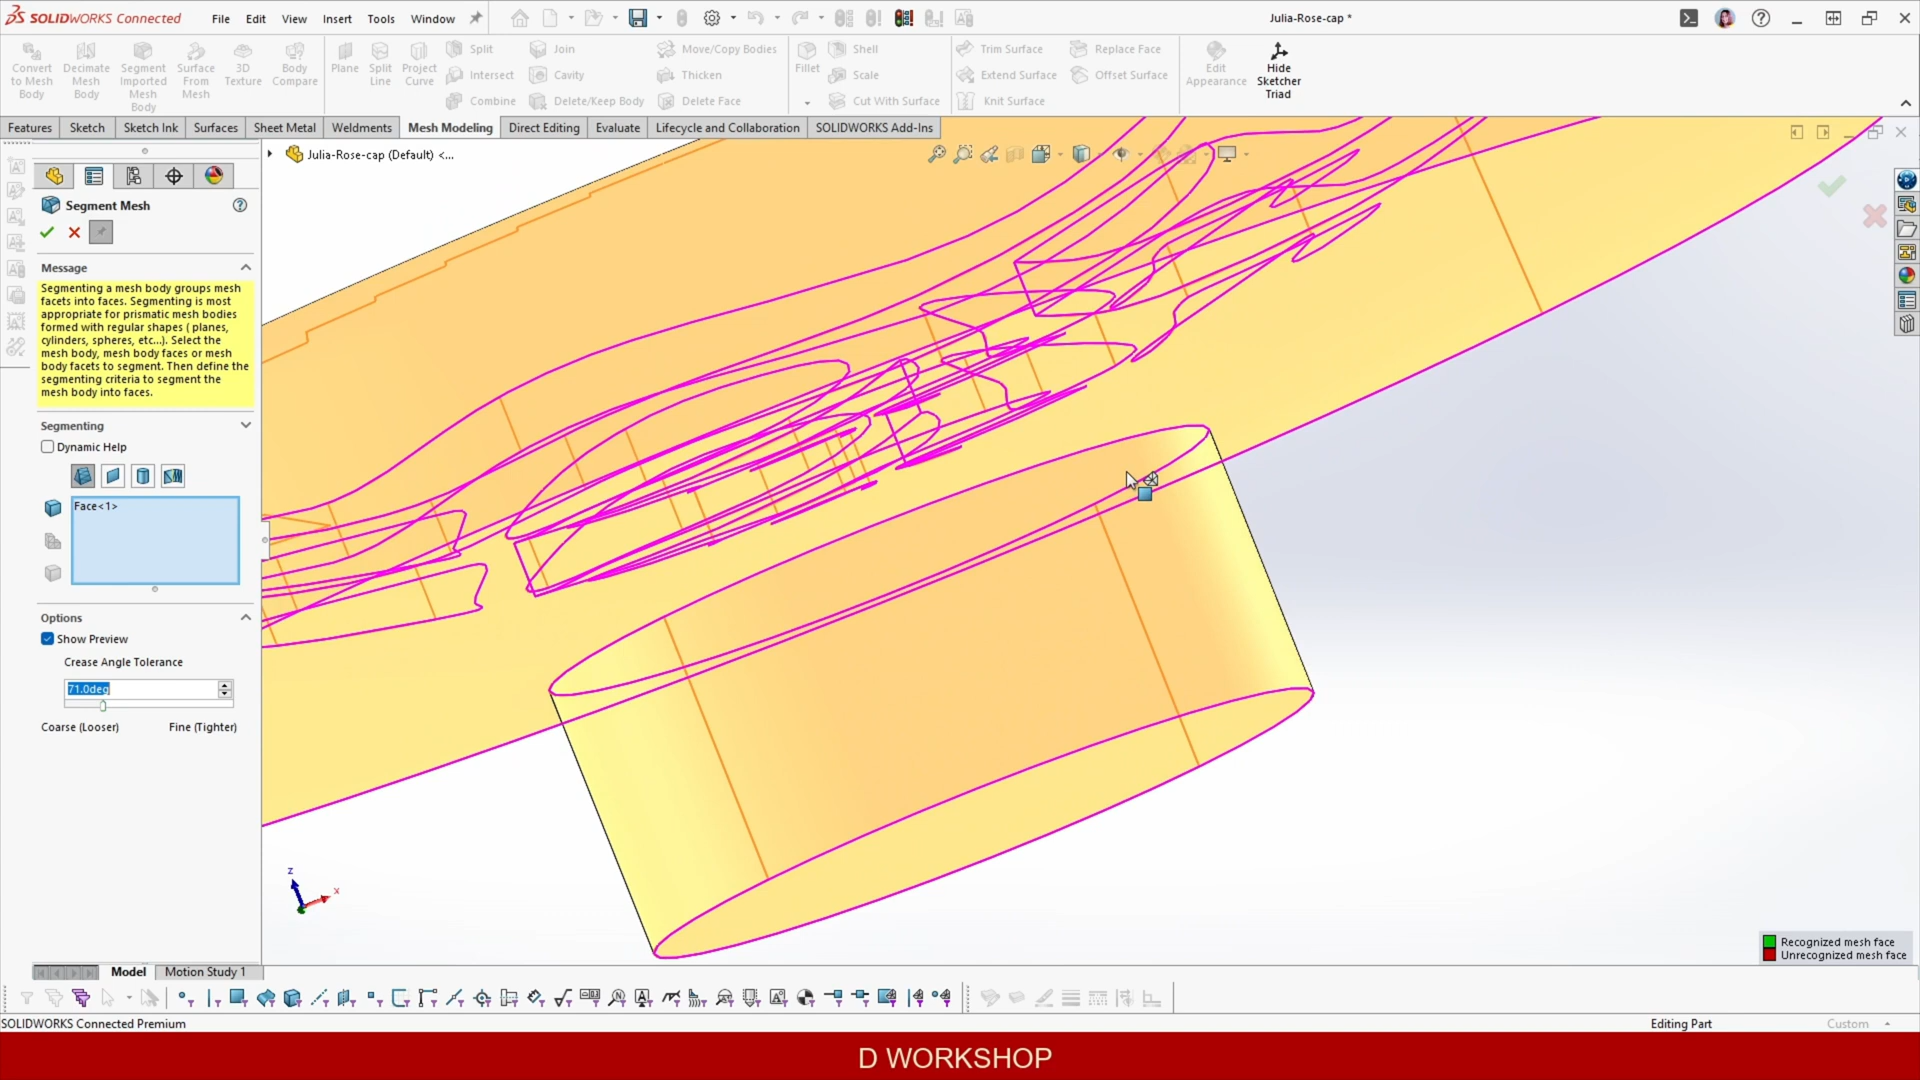 SOLIDWORKS Connected
File Edit View Insert Tools Window
Julia-Rose-cap *
Convert to Mesh Body
Decimate Mesh Body
Segment Imported Mesh Body
Surface From Mesh
3D Texture
Body Compare
Plane
Split Line
Project Curve
Split
Intersect
Combine
Join
Cavity
Delete/Keep Body
Move/Copy Bodies
Thicken
Delete Face
Fillet
Shell
Scale
Cut With Surface
Trim Surface
Extend Surface
Knit Surface
Replace Face
Offset Surface
Edit Appearance
Hide Sketcher Triad
Features Sketch Sketch Ink Surfaces Sheet Metal Weldments Mesh Modeling Direct Editing Evaluate Lifecycle and Collaboration SOLIDWORKS Add-Ins
Julia-Rose-cap (Default) <...
Segment Mesh
Message
Segmenting a mesh body groups mesh
facets into faces. Segmenting is most
appropriate for prismatic mesh bodies
formed with regular shapes ( planes,
cylinders, spheres, etc...). Select the
mesh body, mesh body faces or mesh
body facets to segment. Then define the
segmenting criteria to segment the
mesh body into faces.
Segmenting
Dynamic Help
Face<1>
Options
Show Preview
Crease Angle Tolerance
71.0deg
Coarse (Looser) Fine (Tighter)
z
x
Recognized mesh face
Unrecognized mesh face
Model Motion Study 1
SOLIDWORKS Connected Premium
Editing Part
Custom
D WORKSHOP